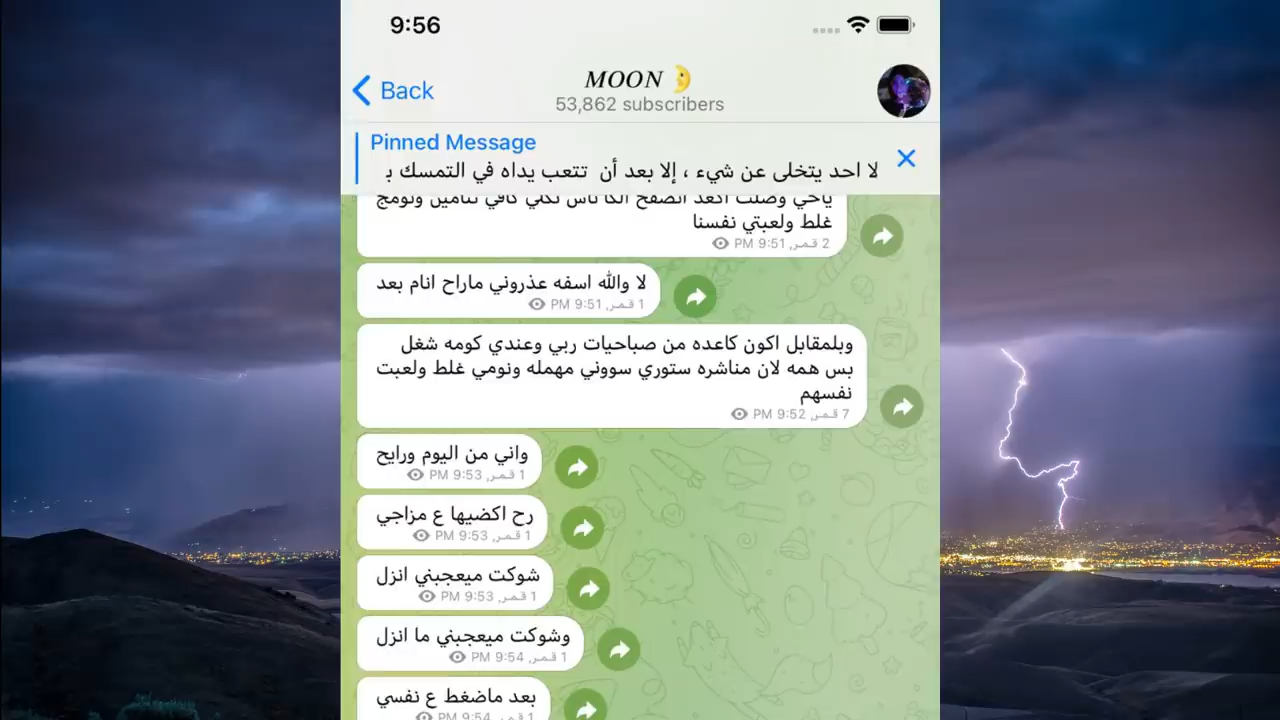 9:56
Back
MOON 🌛
53,862 subscribers
Pinned Message
لا احد يتخلى عن شيء ، إلا بعد أن تتعب يداه في التمسك بـ
غلط ولعبتي نفسنا
2 قمر, 9:51 PM
لا والله اسفه عذروني ماراح انام بعد
1 قمر, 9:51 PM
وبلمقابل اكون كاعده من صباحيات ربي وعندي كومه شغل
بس همه لان مناشره ستوري سووني مهمله ونومي غلط ولعبت
نفسهم
7 قمر, 9:52 PM
واني من اليوم ورايح
1 قمر, 9:53 PM
رح اكضيها ع مزاجي
1 قمر, 9:53 PM
شوكت ميعجبني انزل
1 قمر, 9:53 PM
وشوكت ميعجبني ما انزل
1 قمر, 9:54 PM
بعد ماضغط ع نفسي
1 قمر, 9:54 PM